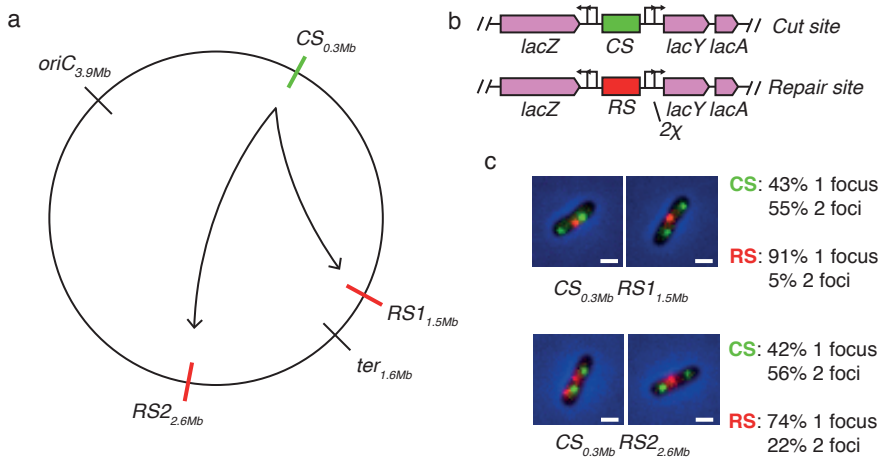 a
CS0.3Mb
oriC3.9Mb
RS11.5Mb
ter1.6Mb
RS22.6Mb
b
lacZ CS lacY lacA Cut site
lacZ RS lacY lacA Repair site
2χ
c
CS: 43% 1 focus
55% 2 foci
RS: 91% 1 focus
5% 2 foci
CS0.3Mb RS11.5Mb
CS: 42% 1 focus
56% 2 foci
RS: 74% 1 focus
22% 2 foci
CS0.3Mb RS22.6Mb